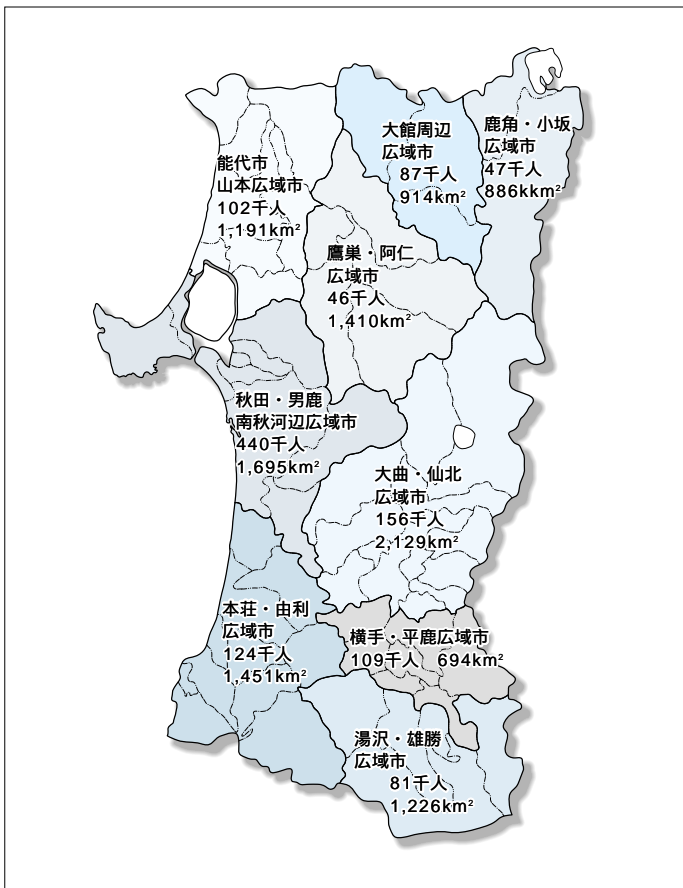 大館周辺
広域市
87千人
914km²
鹿角・小坂
広域市
47千人
886kkm²
能代市
山本広域市
102千人
1,191km²
鷹巣・阿仁
広域市
46千人
1,410km²
秋田・男鹿
南秋河辺広域市
440千人
1,695km²
大曲・仙北
広域市
156千人
2,129km²
本荘・由利
広域市
124千人
1,451km²
横手・平鹿広域市
109千人 694km²
湯沢・雄勝
広域市
81千人
1,226km²